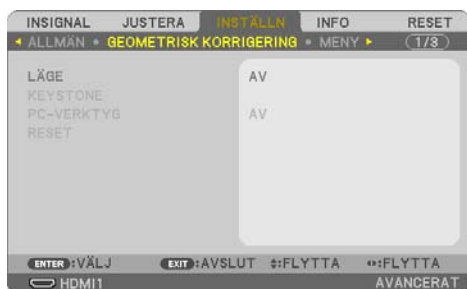 INSIGNAL JUSTERA INSTÄLLN INFO RESET
ALLMÄN • GEOMETRISK KORRIGERING • MENY 1/3
LÄGE AV
KEYSTONE
PC-VERKTYG AV
RESET
ENTER :VÄLJ EXIT :AVSLUT :FLYTTA :FLYTTA
HDMI1 AVANCERAT